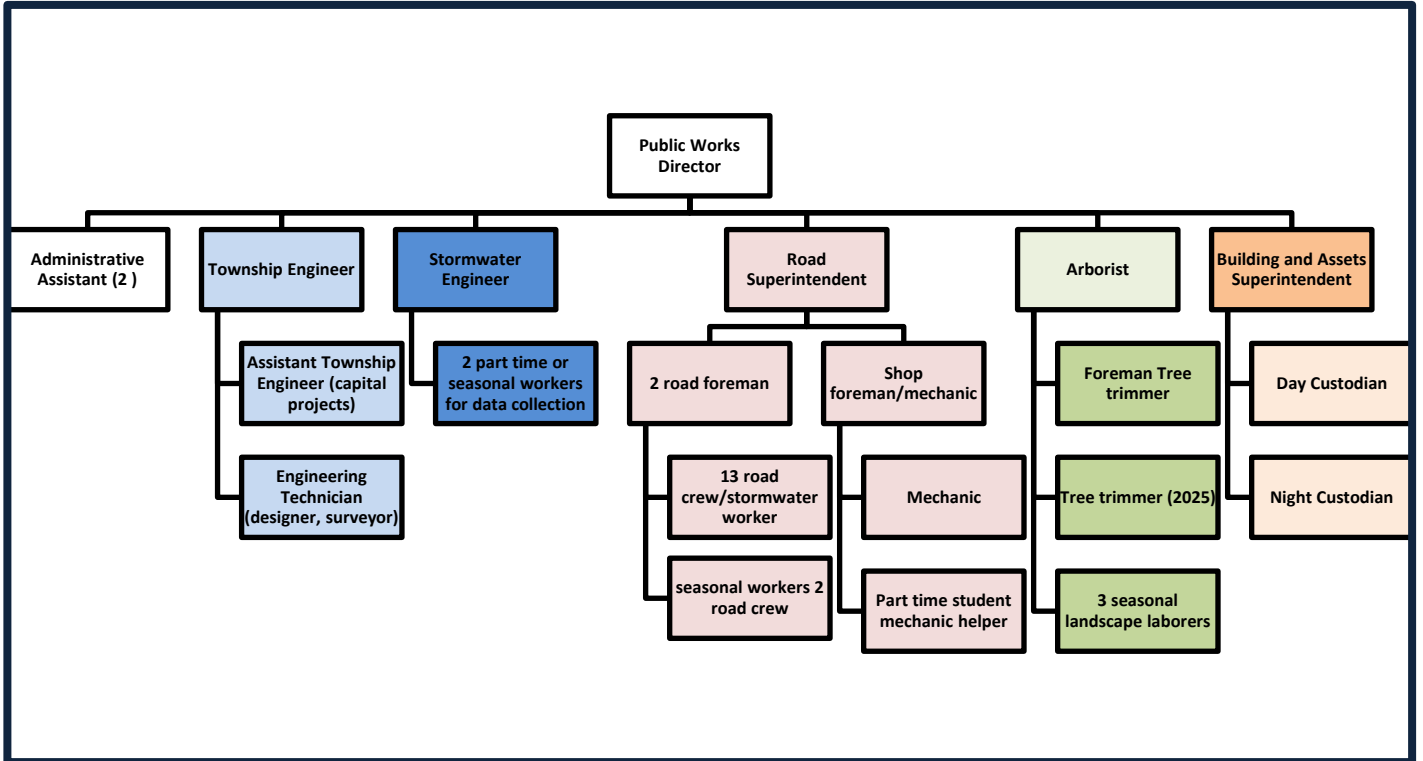 Public Works
Director
Administrative
Assistant (2 )
Township Engineer
Stormwater
Engineer
Road
Superintendent
Arborist
Building and Assets
Superintendent
Assistant Township
Engineer (capital
projects)
2 part time or
seasonal workers
for data collection
2 road foreman
Shop
foreman/mechanic
Foreman Tree
trimmer
Day Custodian
Engineering
Technician
(designer, surveyor)
13 road
crew/stormwater
worker
Mechanic
Tree trimmer (2025)
Night Custodian
seasonal workers 2
road crew
Part time student
mechanic helper
3 seasonal
landscape laborers